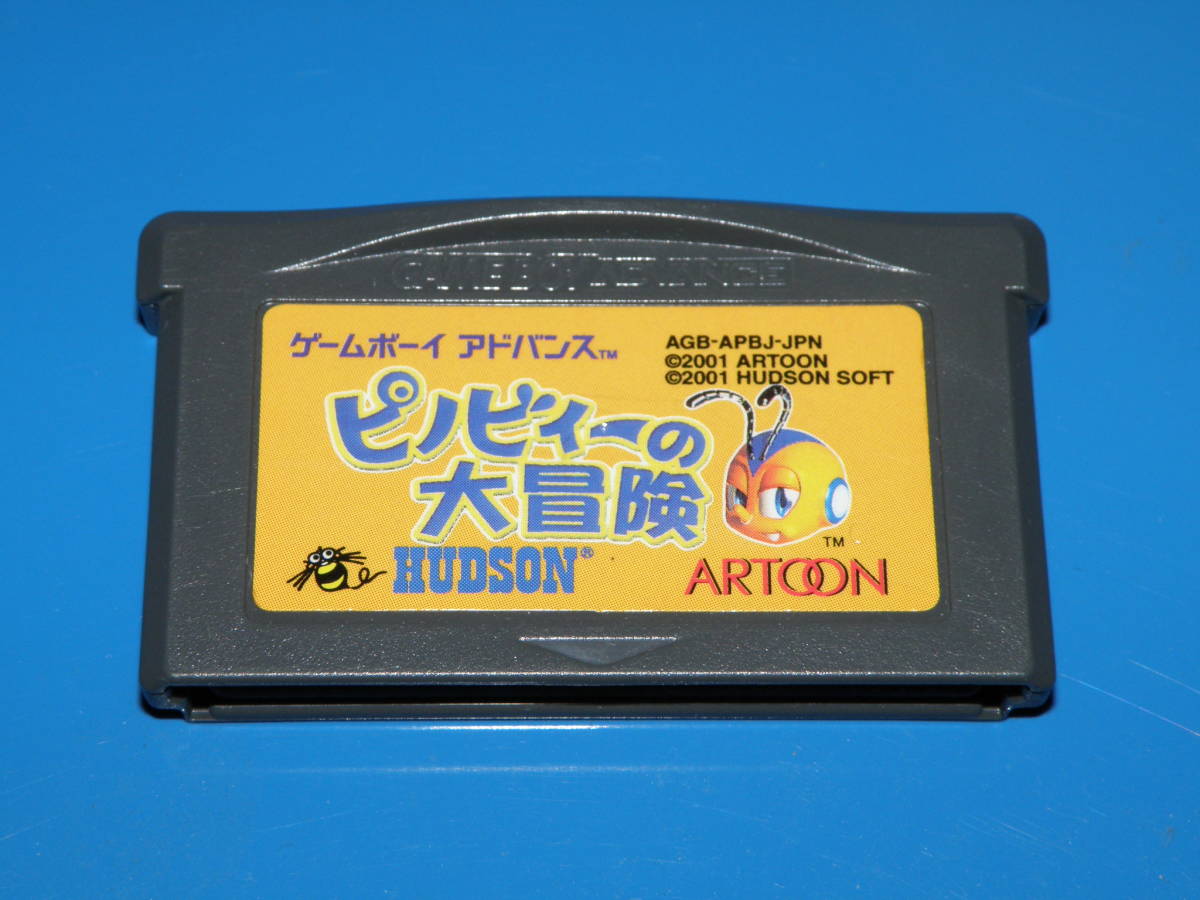 GAME BOY ADVANCE
ゲームボーイ アドバンス™
AGB-APBJ-JPN
©2001 ARTOON
©2001 HUDSON SOFT
ピノビィーの
大冒険
™
HUDSON®
ARTOON